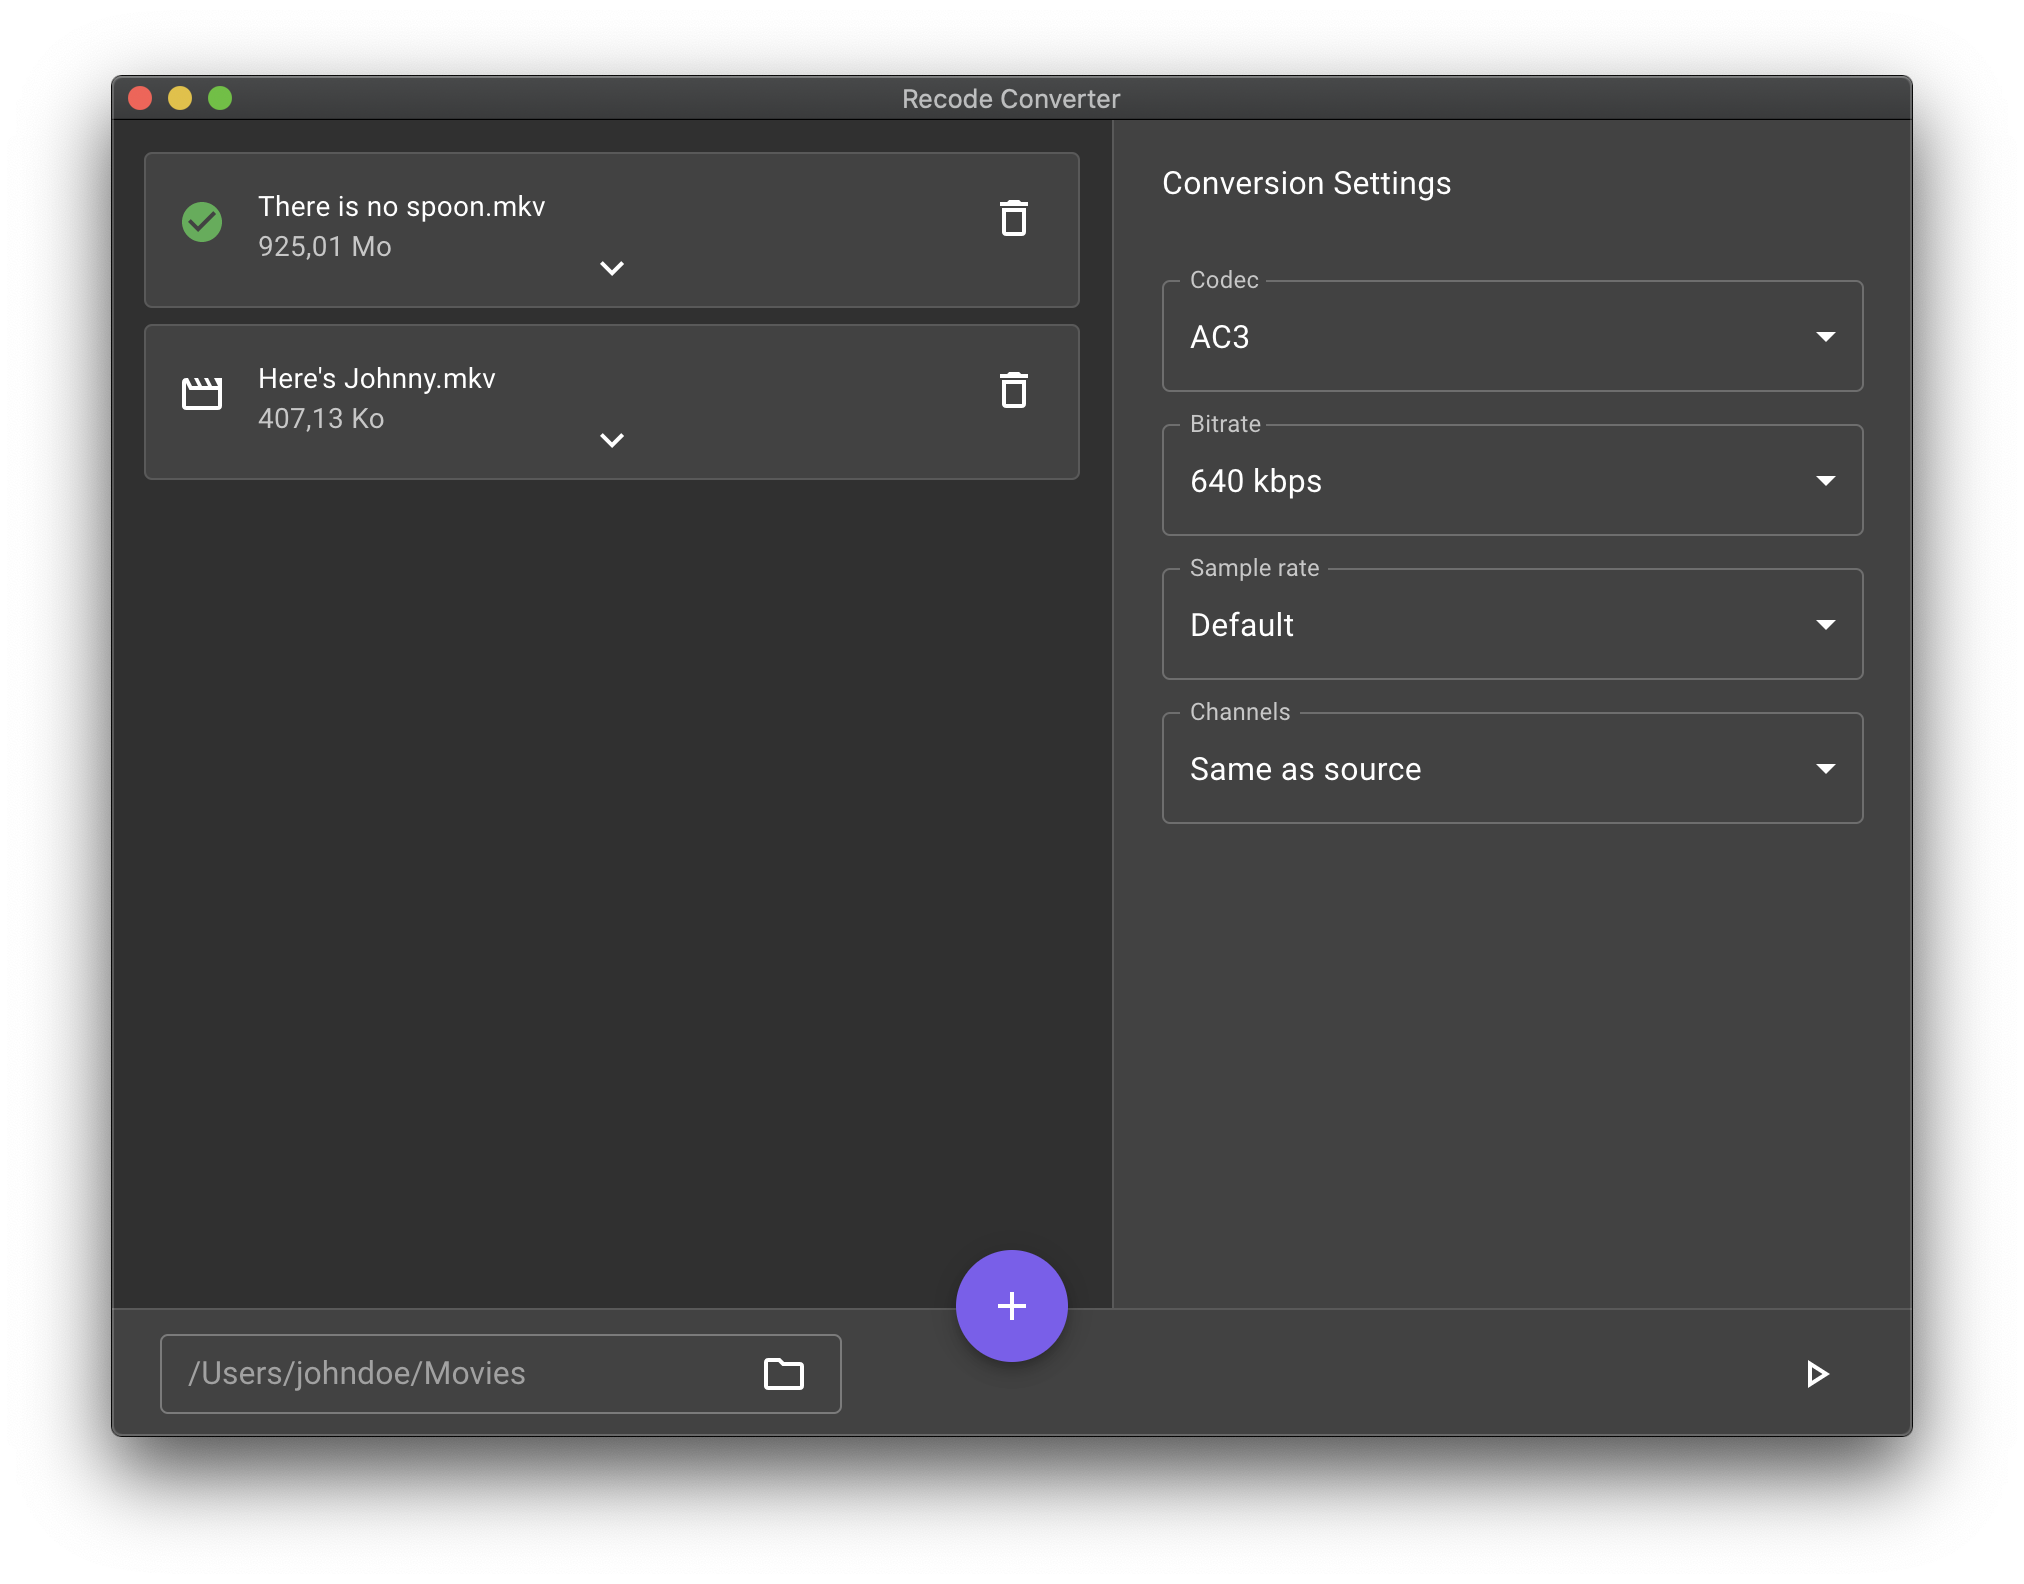 Recode Converter
There is no spoon.mkv
925,01 Mo
Here's Johnny.mkv
407,13 Ko
Conversion Settings
Codec
AC3
Bitrate
640 kbps
Sample rate
Default
Channels
Same as source
/Users/johndoe/Movies